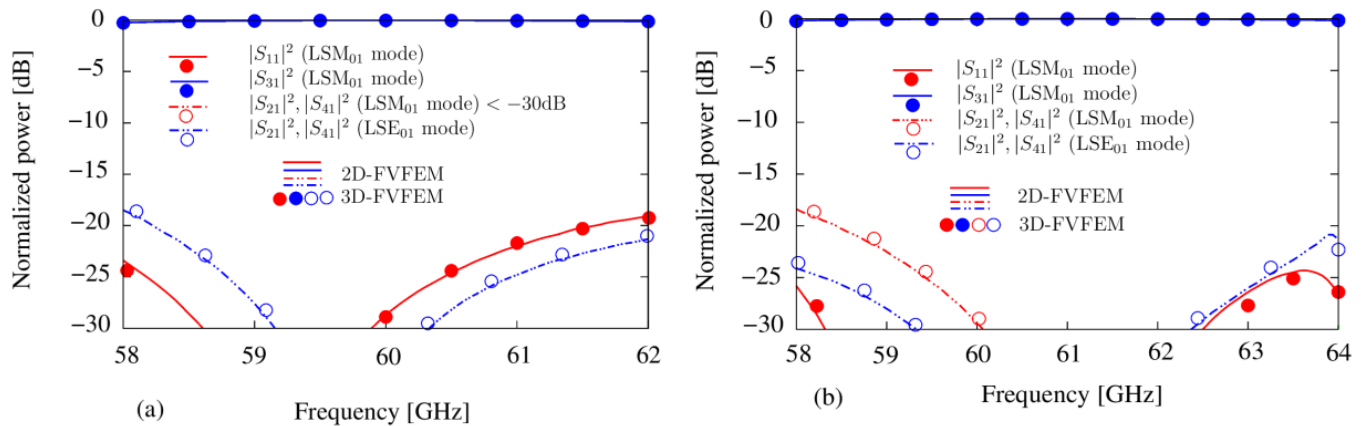 0
−5
−10
−15
−20
−25
−30
Normalized power [dB]
|S₁₁|² (LSM₀₁ mode)
|S₃₁|² (LSM₀₁ mode)
|S₂₁|², |S₄₁|² (LSM₀₁ mode) < −30dB
|S₂₁|², |S₄₁|² (LSE₀₁ mode)
2D-FVFEM
3D-FVFEM
58 59 60 61 62
(a) Frequency [GHz]
0
−5
−10
−15
−20
−25
−30
Normalized power [dB]
|S₁₁|² (LSM₀₁ mode)
|S₃₁|² (LSM₀₁ mode)
|S₂₁|², |S₄₁|² (LSM₀₁ mode)
|S₂₁|², |S₄₁|² (LSE₀₁ mode)
2D-FVFEM
3D-FVFEM
58 59 60 61 62 63 64
(b) Frequency [GHz]